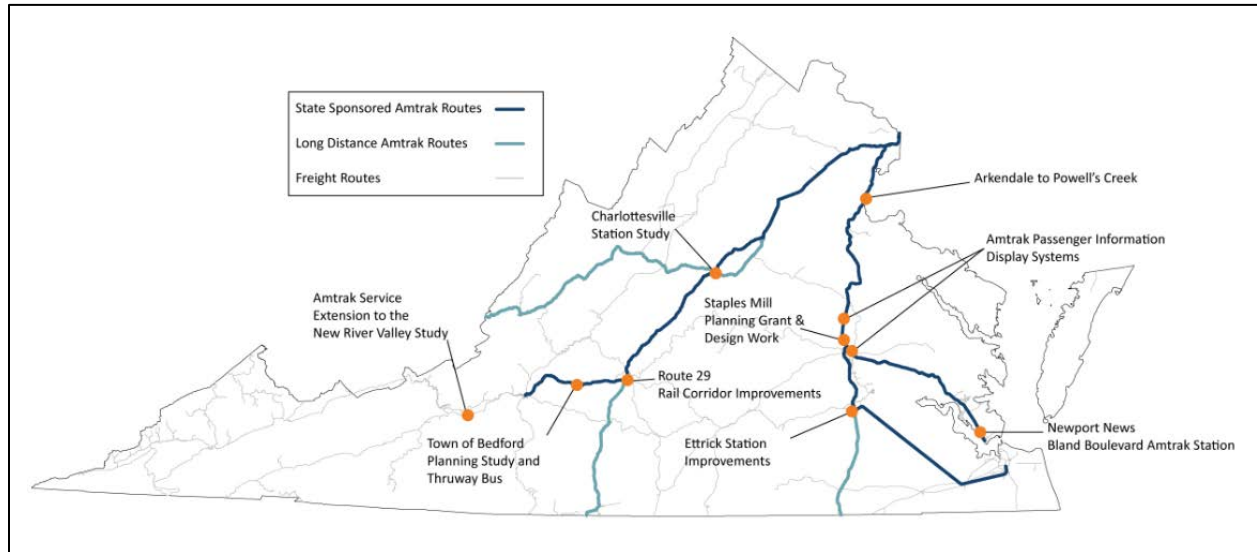 State Sponsored Amtrak Routes
Long Distance Amtrak Routes
Freight Routes
Arkendale to Powell's Creek
Charlottesville
Station Study
Amtrak Passenger Information
Display Systems
Amtrak Service
Extension to the
New River Valley Study
Staples Mill
Planning Grant &
Design Work
Route 29
Rail Corridor Improvements
Town of Bedford
Planning Study and
Thruway Bus
Ettrick Station
Improvements
Newport News
Bland Boulevard Amtrak Station